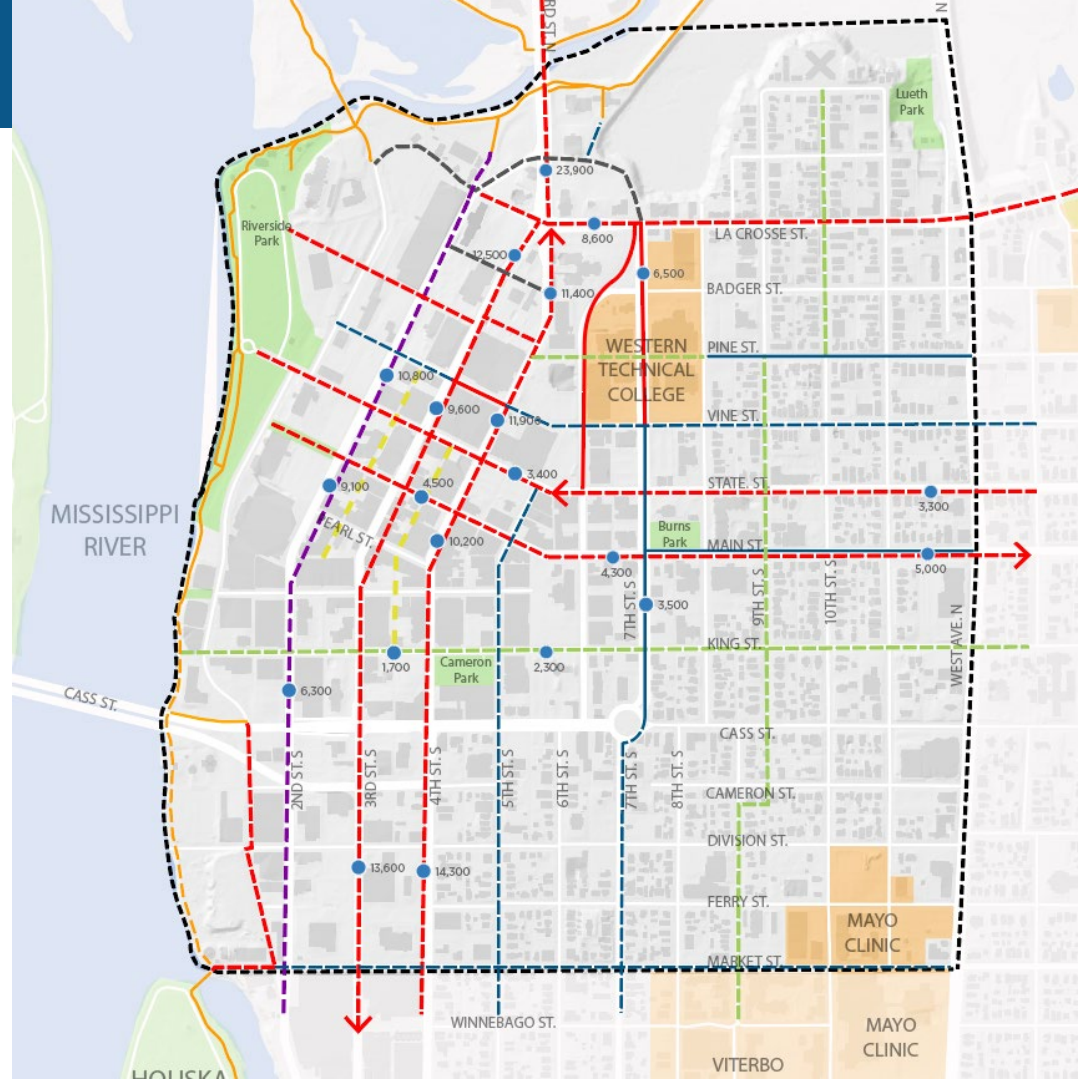 RD ST. N
N
Lueth
Park
23,900
Riverside
Park
8,600
LA CROSSE ST.
12,500
6,500
11,400
BADGER ST.
WESTERN
TECHNICAL
COLLEGE
PINE ST.
10,800
9,600
11,900
VINE ST.
3,400
STATE. ST.
9,100
4,500
3,300
MISSISSIPPI
RIVER
EARL ST.
10,200
Burns
Park
MAIN ST.
4,300
5,000
7TH ST. S
3,500
9TH ST. S
10TH ST. S
WEST AVE. N
KING ST.
1,700
Cameron
Park
2,300
CASS ST.
6,300
CASS ST.
2ND ST. S
3RD ST. S
4TH ST. S
5TH ST. S
6TH ST. S
7TH ST. S
8TH ST. S
CAMERON ST.
DIVISION ST.
13,600
14,300
FERRY ST.
MAYO
CLINIC
MARKET ST.
WINNEBAGO ST.
MAYO
CLINIC
VITERBO
HOUSKA